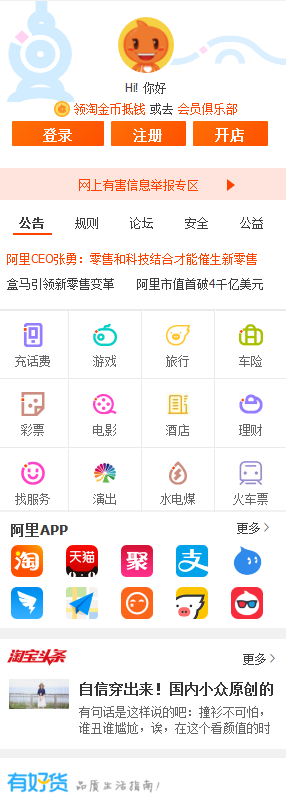 Hi! 你好
领淘金币抵钱 或去 会员俱乐部
登录 注册 开店
网上有害信息举报专区
公告 规则 论坛 安全 公益
阿里CEO张勇：零售和科技结合才能催生新零售
盒马引领新零售变革 阿里市值首破4千亿美元
充话费 游戏 旅行 车险
彩票 电影 酒店 理财
找服务 演出 水电煤 火车票
阿里APP 更多
淘 天猫 聚 支
淘宝头条 更多
自信穿出来！国内小众原创的
有句话是这样说的吧：撞衫不可怕，
谁丑谁尴尬，诶，在这个看颜值的时
有好货 品质生活指南